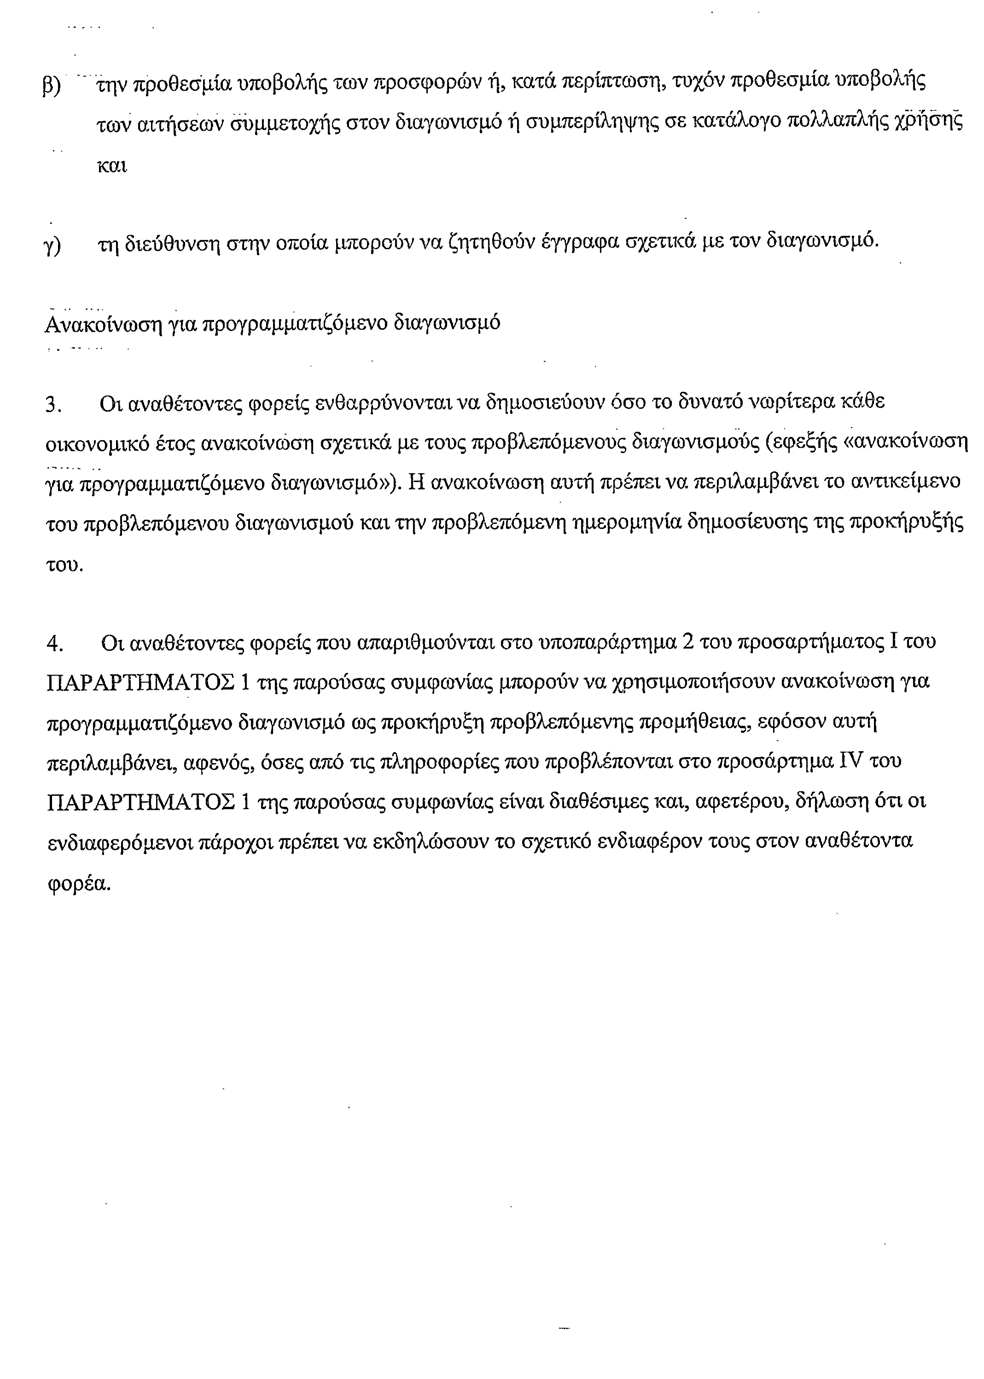 β) την προθεσμία υποβολής των προσφορών ή, κατά περίπτωση, τυχόν προθεσμία υποβολής
των αιτήσεων συμμετοχής στον διαγωνισμό ή συμπερίληψης σε κατάλογο πολλαπλής χρήσης
και
γ) τη διεύθυνση στην οποία μπορούν να ζητηθούν έγγραφα σχετικά με τον διαγωνισμό.
Ανακοίνωση για προγραμματιζόμενο διαγωνισμό
3. Οι αναθέτοντες φορείς ενθαρρύνονται να δημοσιεύουν όσο το δυνατό νωρίτερα κάθε
οικονομικό έτος ανακοίνωση σχετικά με τους προβλεπόμενους διαγωνισμούς (εφεξής «ανακοίνωση
για προγραμματιζόμενο διαγωνισμό»). Η ανακοίνωση αυτή πρέπει να περιλαμβάνει το αντικείμενο
του προβλεπόμενου διαγωνισμού και την προβλεπόμενη ημερομηνία δημοσίευσης της προκήρυξής
του.
4. Οι αναθέτοντες φορείς που απαριθμούνται στο υποπαράρτημα 2 του προσαρτήματος I του
ΠΑΡΑΡΤΗΜΑΤΟΣ 1 της παρούσας συμφωνίας μπορούν να χρησιμοποιήσουν ανακοίνωση για
προγραμματιζόμενο διαγωνισμό ως προκήρυξη προβλεπόμενης προμήθειας, εφόσον αυτή
περιλαμβάνει, αφενός, όσες από τις πληροφορίες που προβλέπονται στο προσάρτημα IV του
ΠΑΡΑΡΤΗΜΑΤΟΣ 1 της παρούσας συμφωνίας είναι διαθέσιμες και, αφετέρου, δήλωση ότι οι
ενδιαφερόμενοι πάροχοι πρέπει να εκδηλώσουν το σχετικό ενδιαφέρον τους στον αναθέτοντα
φορέα.